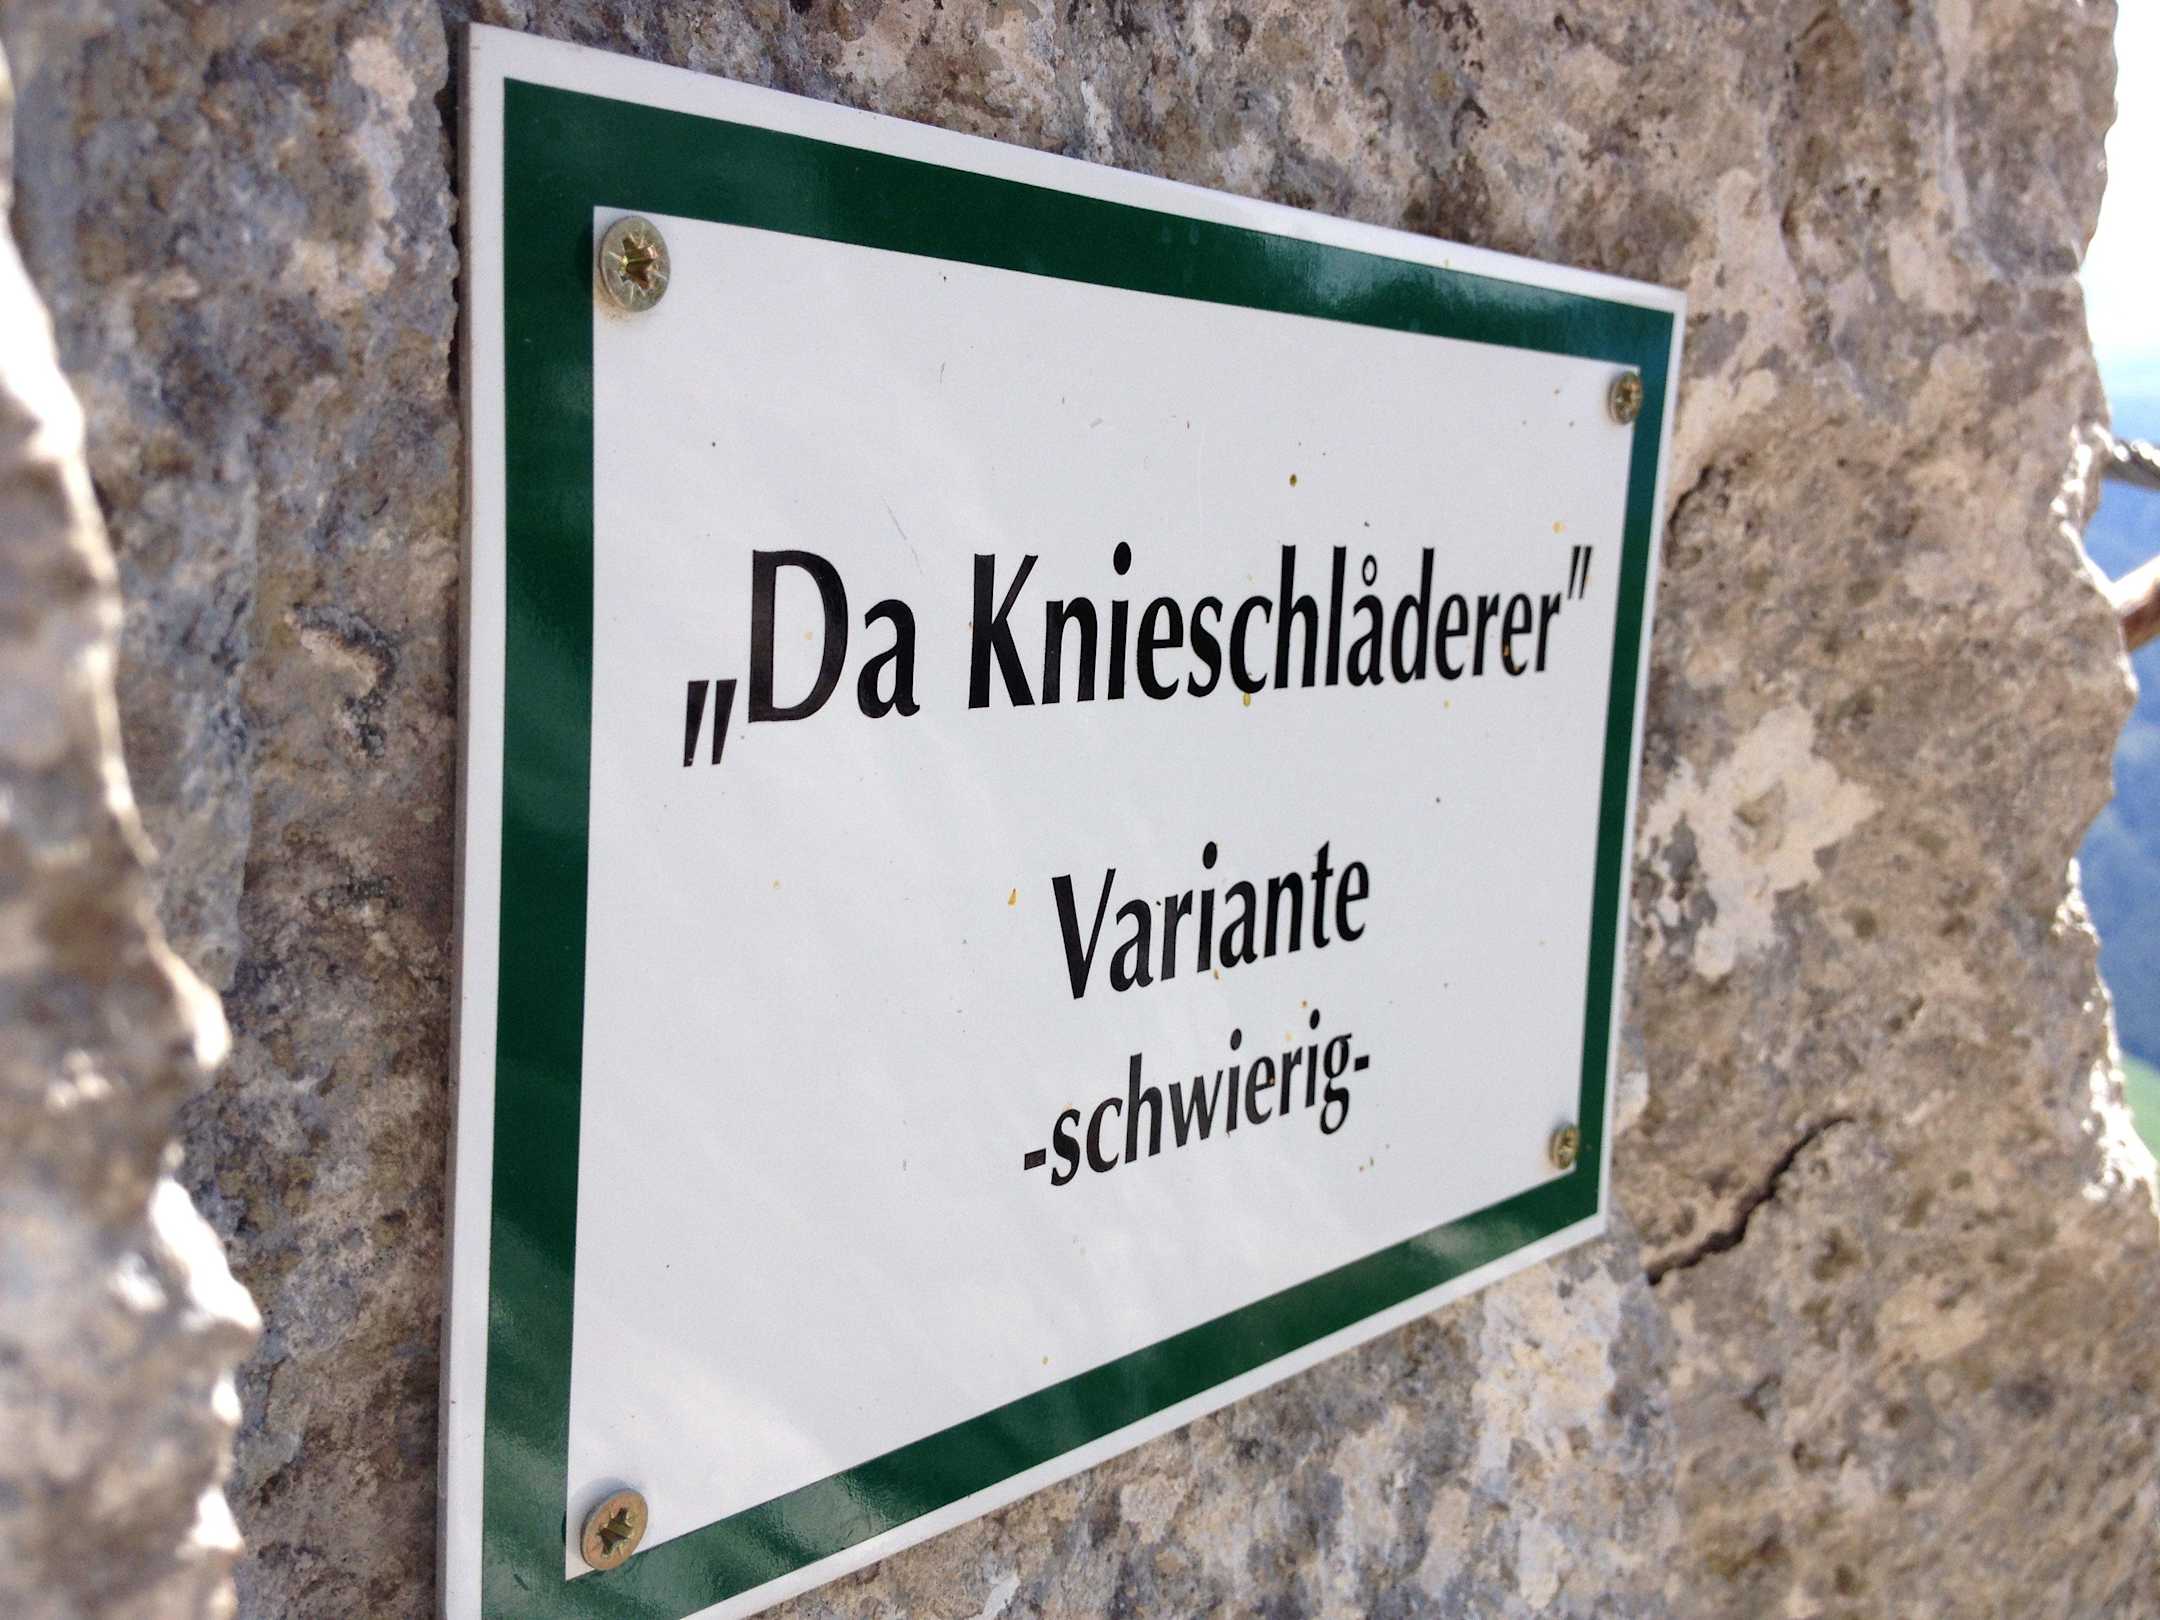 „Da Knieschlåderer"
Variante
-schwierig-